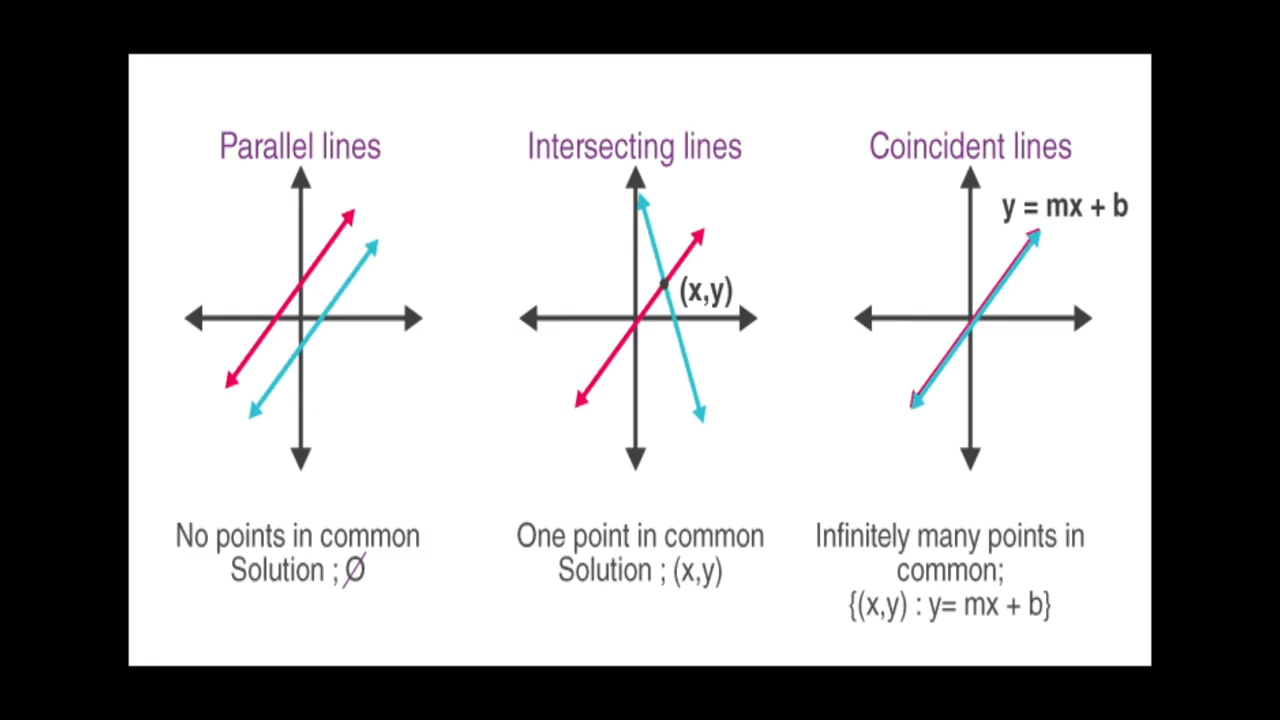 Parallel lines
Intersecting lines
Coincident lines
y = mx + b
(x,y)
No points in common
Solution ; Ø
One point in common
Solution ; (x,y)
Infinitely many points in
common;
{(x,y) : y= mx + b}